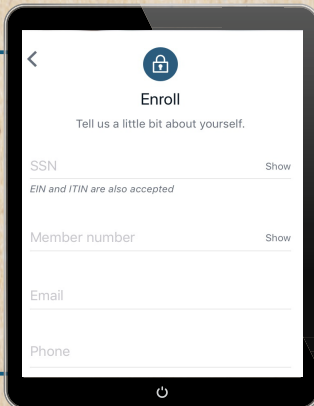 Enroll
Tell us a little bit about yourself.
SSN Show
EIN and ITIN are also accepted
Member number Show
Email
Phone